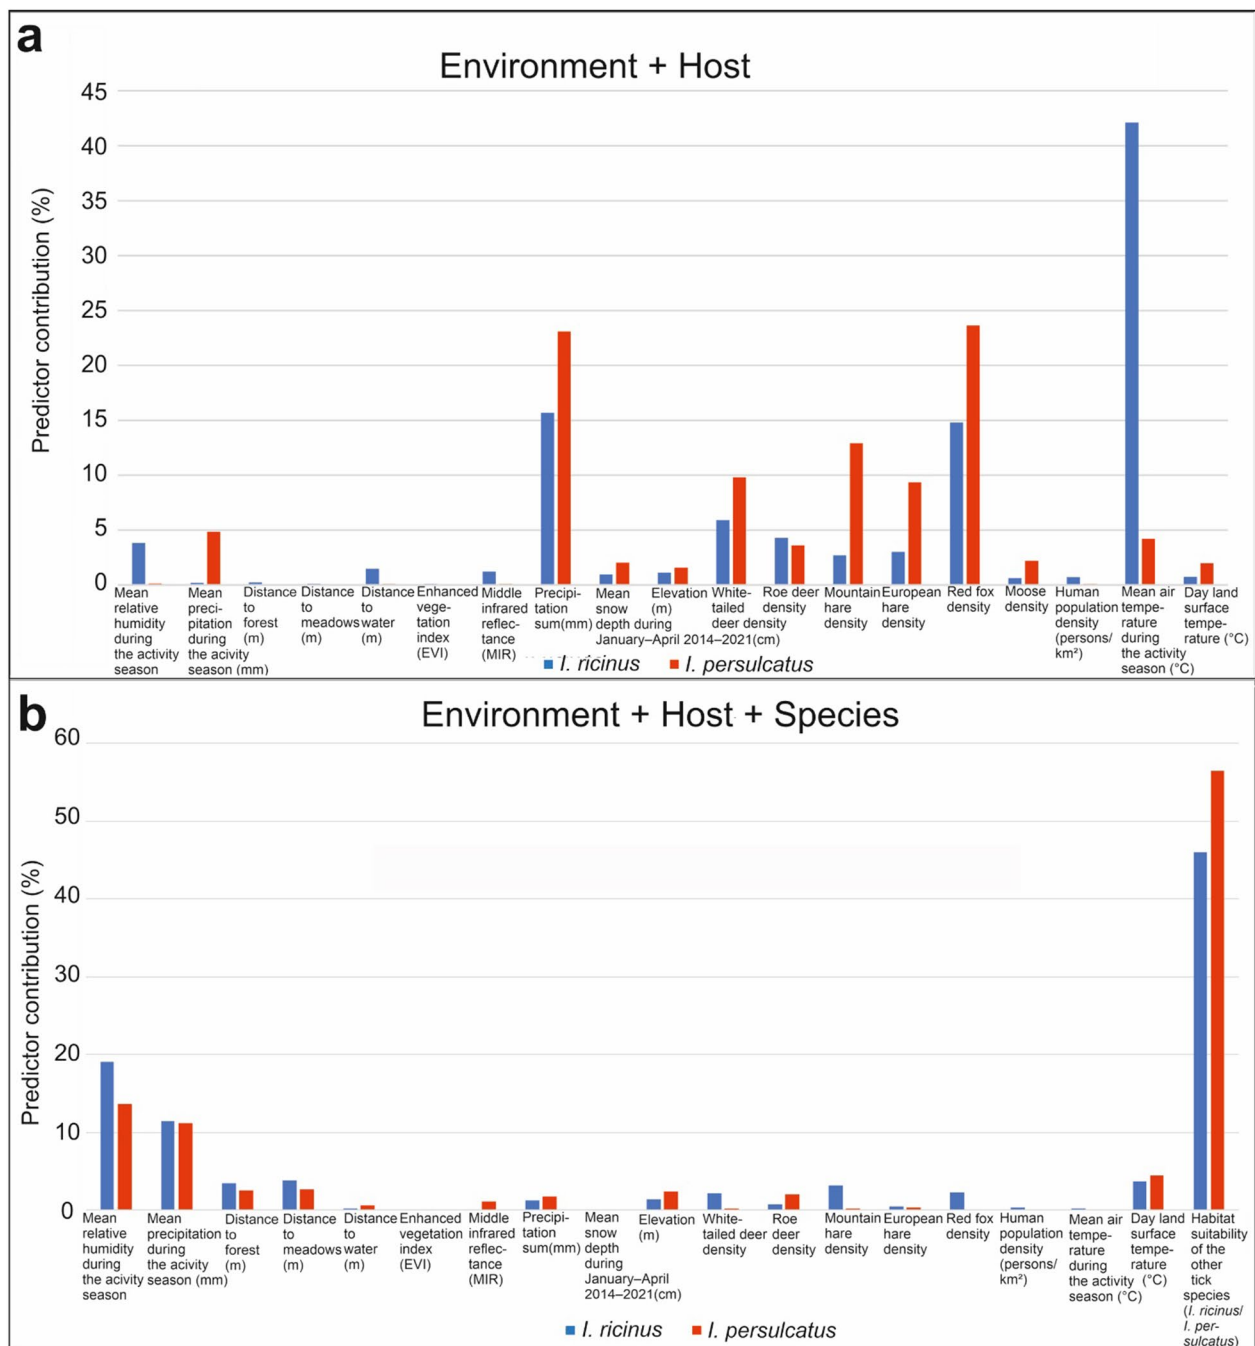 a
Environment + Host
Predictor contribution (%)
45
40
35
30
25
20
15
10
5
0
Mean
relative
humidity
during
the activity
season
Mean
preci-
pitation
during
the acivity
season (mm)
Distance
to
forest
(m)
Distance
to
meadows
(m)
Distance
to
water
(m)
Enhanced
vege-
tation
index
(EVI)
Middle
infrared
reflec-
tance
(MIR)
Precipi-
tation
sum(mm)
Mean
snow
depth during
January–April 2014–2021(cm)
Elevation
(m)
White-
tailed
deer density
Roe deer
density
Mountain
hare
density
European
hare
density
Red fox
density
Moose
density
Human
population
density
(persons/
km²)
Mean air
tempe-
rature
during
the activity
season (°C)
Day land
surface
tempe-
rature (°C)
I. ricinus
I. persulcatus
b
Environment + Host + Species
Predictor contribution (%)
60
50
40
30
20
10
0
Mean
relative
humidity
during
the acivity
season
Mean
precipitation
during
the acivity
season (mm)
Distance
to
forest
(m)
Distance
to
meadows
(m)
Distance
to
water
(m)
Enhanced
vegetation
index
(EVI)
Middle
infrared
reflec-
tance
(MIR)
Precipi-
tation
sum(mm)
Mean
snow
depth
during
January–April
2014–2021(cm)
Elevation
(m)
White-
tailed deer
density
Roe
deer
density
Mountain
hare
density
European
hare
density
Red fox
density
Human
population
density
(persons/
km²)
Mean air
tempe-
rature
during
the activity
season (°C)
Day land
surface
tempe-
rature
(°C)
Habitat
suitability
of the
other
tick
species
(I. ricinus/
I. per-
sulcatus)
I. ricinus
I. persulcatus